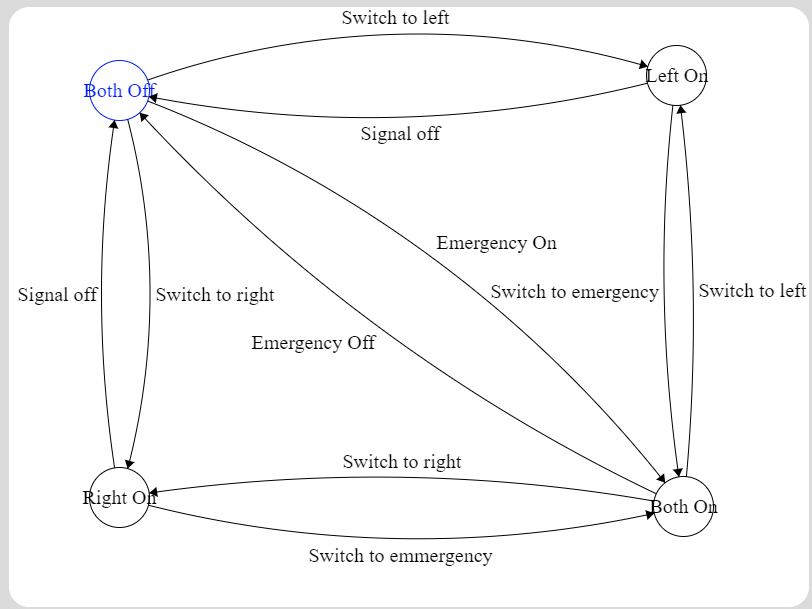 Switch to left
Both Off
Left On
Signal off
Emergency On
Signal off
Switch to right
Switch to emergency
Switch to left
Emergency Off
Switch to right
Right On
Both On
Switch to emmergency